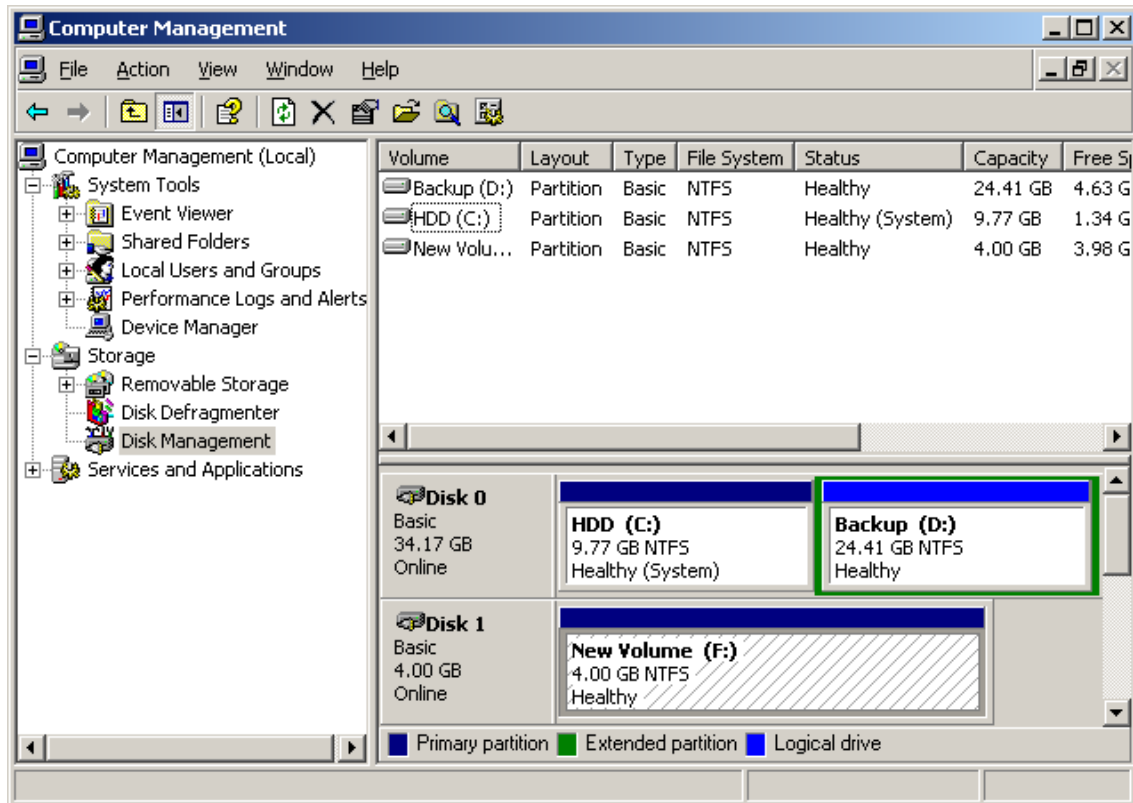 Computer Management
File Action View Window Help
Computer Management (Local)
System Tools
Event Viewer
Shared Folders
Local Users and Groups
Performance Logs and Alerts
Device Manager
Storage
Removable Storage
Disk Defragmenter
Disk Management
Services and Applications
Volume Layout Type File System Status Capacity Free Sp
Backup (D:) Partition Basic NTFS Healthy 24.41 GB 4.63 G
HDD (C:) Partition Basic NTFS Healthy (System) 9.77 GB 1.34 G
New Volu... Partition Basic NTFS Healthy 4.00 GB 3.98 G
Disk 0
Basic
34.17 GB
Online
HDD (C:)
9.77 GB NTFS
Healthy (System)
Backup (D:)
24.41 GB NTFS
Healthy
Disk 1
Basic
4.00 GB
Online
New Volume (F:)
4.00 GB NTFS
Healthy
Primary partition Extended partition Logical drive